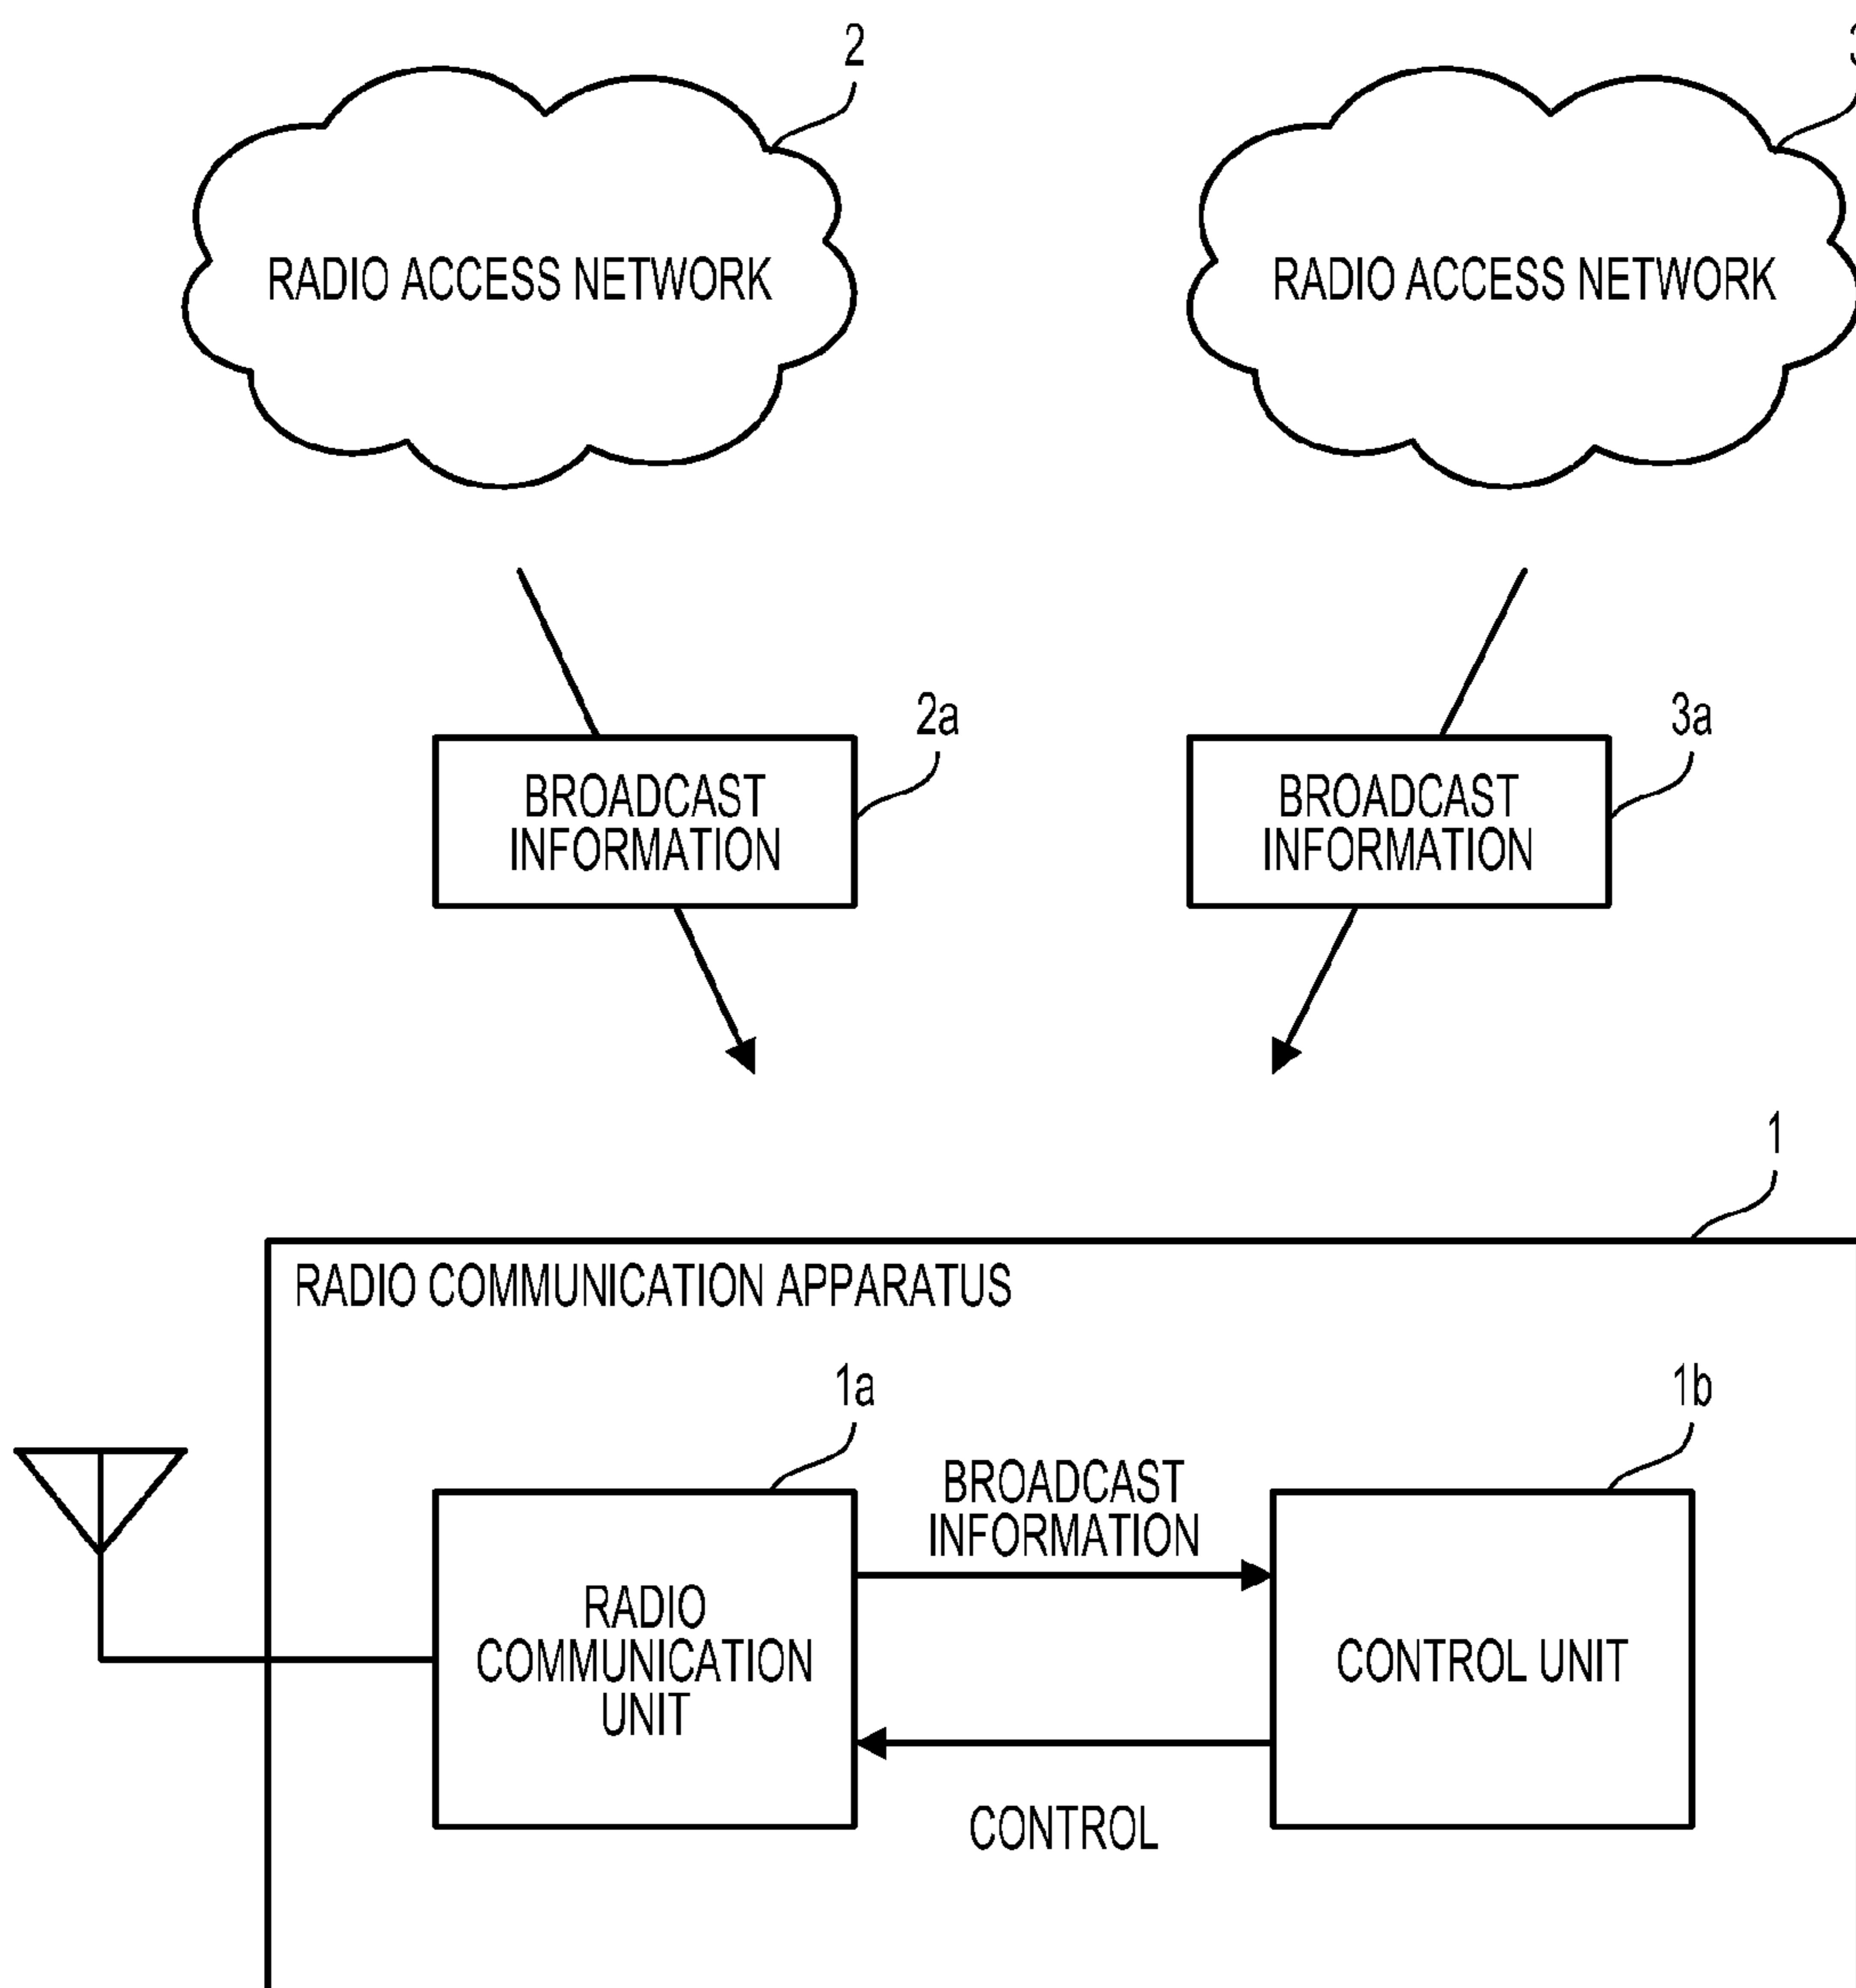 2
3
RADIO ACCESS NETWORK
RADIO ACCESS NETWORK
2a
3a
BROADCAST
INFORMATION
BROADCAST
INFORMATION
1
RADIO COMMUNICATION APPARATUS
1a
1b
BROADCAST
INFORMATION
RADIO
COMMUNICATION
UNIT
CONTROL UNIT
CONTROL